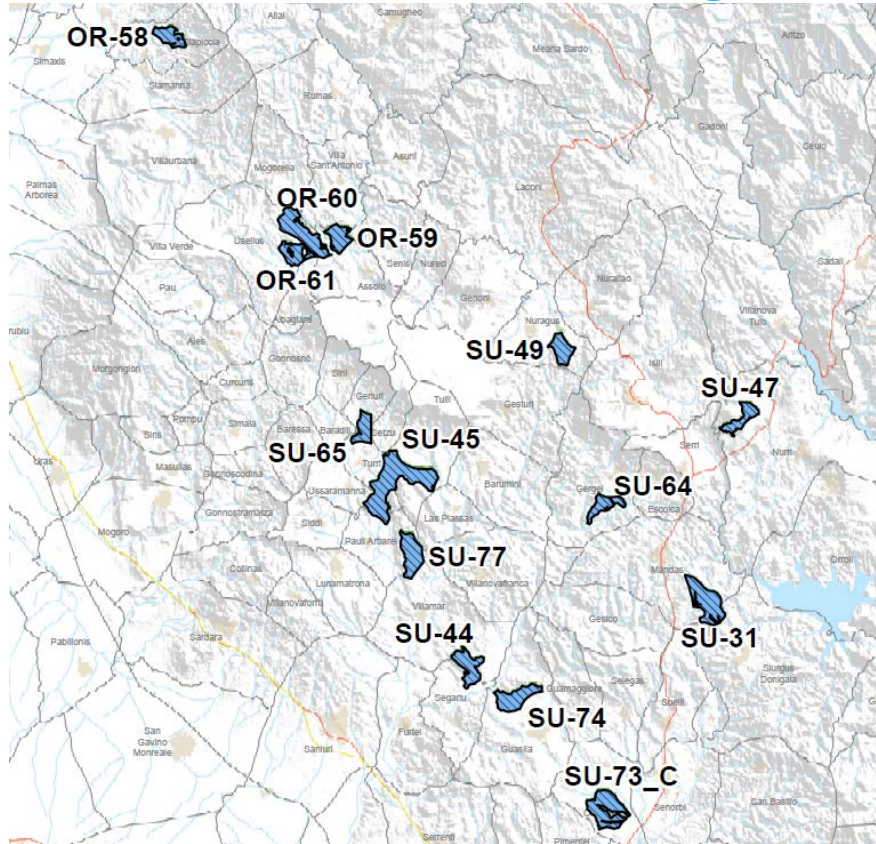 Allai
Samugheo
OR-58
Simaxis
Meana Sardo
Aritzo
Siamanna
Ruinas
Gadoni
Seulo
Villaurbana
Mogorella
Villa
Sant'Antonio
Asuni
Palmas
Arborea
OR-60
Laconi
Usellus
OR-59
Villa Verde
OR-61
Senis
Nureci
Sadali
Pau
Assolo
Nurallao
Genoni
Albagiara
Nuragus
Villanova
Tulo
Ales
Gonnosnò
SU-49
Morgongiori
Sini
Isili
Curcuris
Genuri
Tuili
Gesturi
SU-47
Pompu
Simala
Baressa
Baradili
Setzu
Siris
SU-65
SU-45
Serri
Nurri
Uras
Masullas
Turri
Gonnoscodina
Barumini
Gergei
SU-64
Ussaramanna
Escolca
Gonnostramatza
Siddi
Las Plassas
Mogoro
Pauli Arbarei
SU-77
Orroli
Collinas
Mandas
Lunamatrona
Villanovafranca
Villanovaforru
Villamar
Gesico
SU-44
SU-31
Sardara
Pabillonis
Segariu
Guamaggiore
Selegas
Siurgus
Donigala
SU-74
Suelli
San
Gavino
Monreale
Furtei
Sanluri
Guasila
SU-73_C
Senorbì
San Basilio
Serrenti
Pimentel